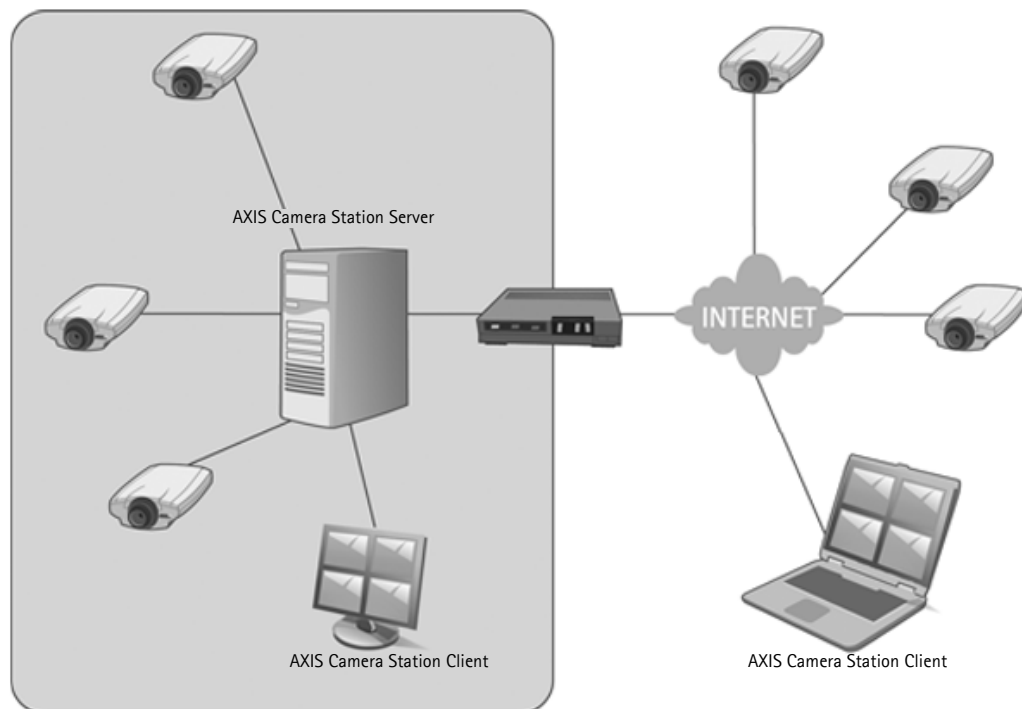 AXIS Camera Station Server
INTERNET
AXIS Camera Station Client
AXIS Camera Station Client